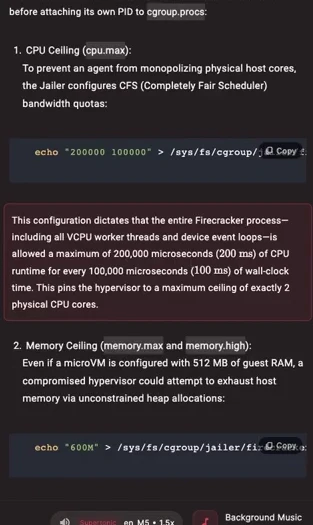 before attaching its own PID to cgroup.procs:
1. CPU Ceiling (cpu.max):
To prevent an agent from monopolizing physical host cores,
the Jailer configures CFS (Completely Fair Scheduler)
bandwidth quotas:
echo "200000 100000" > /sys/fs/cgroup/
Copy
This configuration dictates that the entire Firecracker process—
including all VCPU worker threads and device event loops—is
allowed a maximum of 200,000 microseconds (200 ms) of CPU
runtime for every 100,000 microseconds (100 ms) of wall-clock
time. This pins the hypervisor to a maximum ceiling of exactly 2
physical CPU cores.
2. Memory Ceiling (memory.max and memory.high):
Even if a microVM is configured with 512 MB of guest RAM, a
compromised hypervisor could attempt to exhaust host
memory via unconstrained heap allocations:
echo "600M" > /sys/fs/cgroup/jailer/
Copy
Supersonic en M5 • 1.5x
Background Music